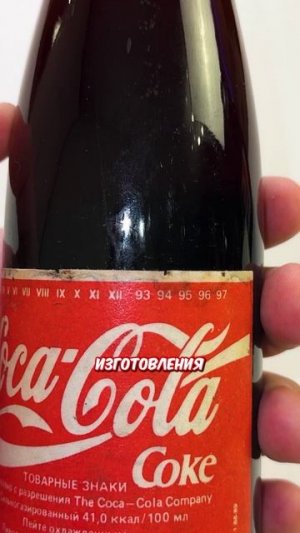 V VI VII VIII IX X XI XII 93 94 95 96 97
Coca-Cola
ИЗГОТОВЛЕНИЯ
Coke
ТОВАРНЫЕ ЗНАКИ
с разрешения The Coca-Cola Company
41,0 ккал/100 мл
Пейте